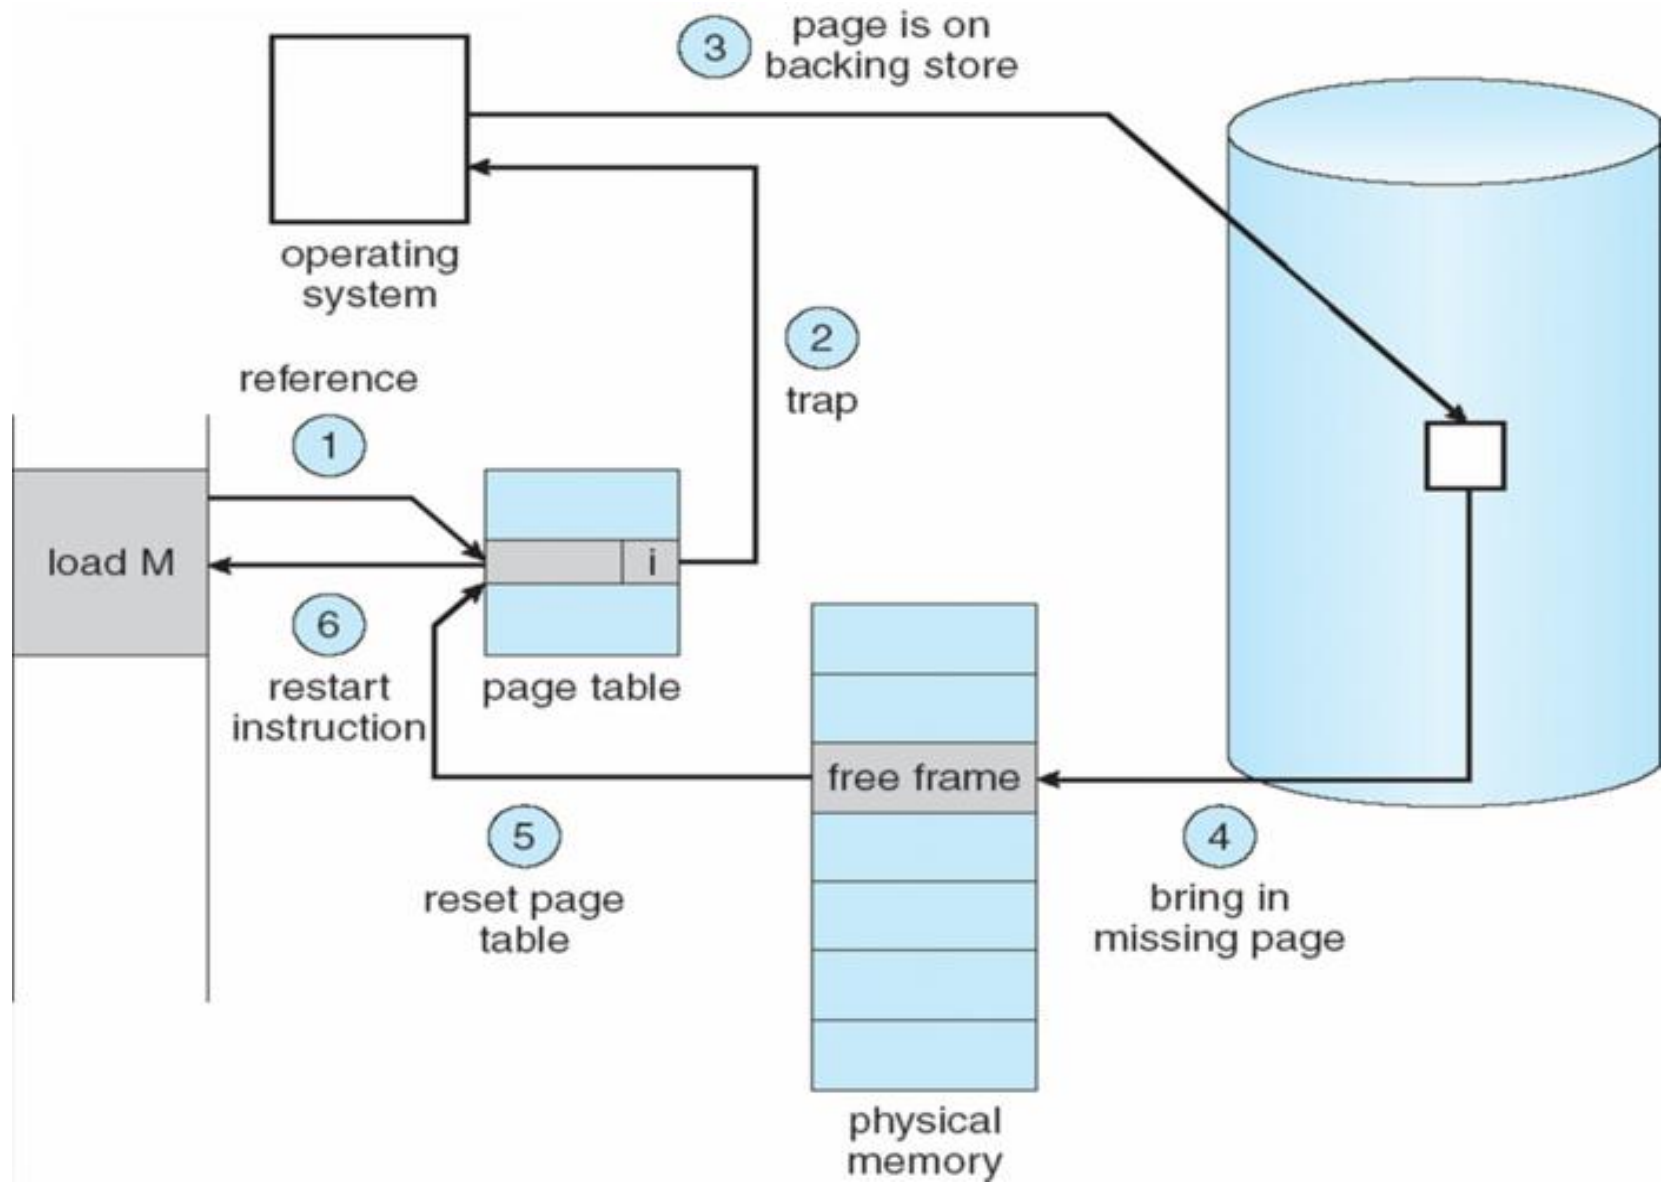 3
page is on
backing store
operating
system
2
trap
reference
1
load M
i
6
restart
instruction
page table
free frame
5
reset page
table
4
bring in
missing page
physical
memory